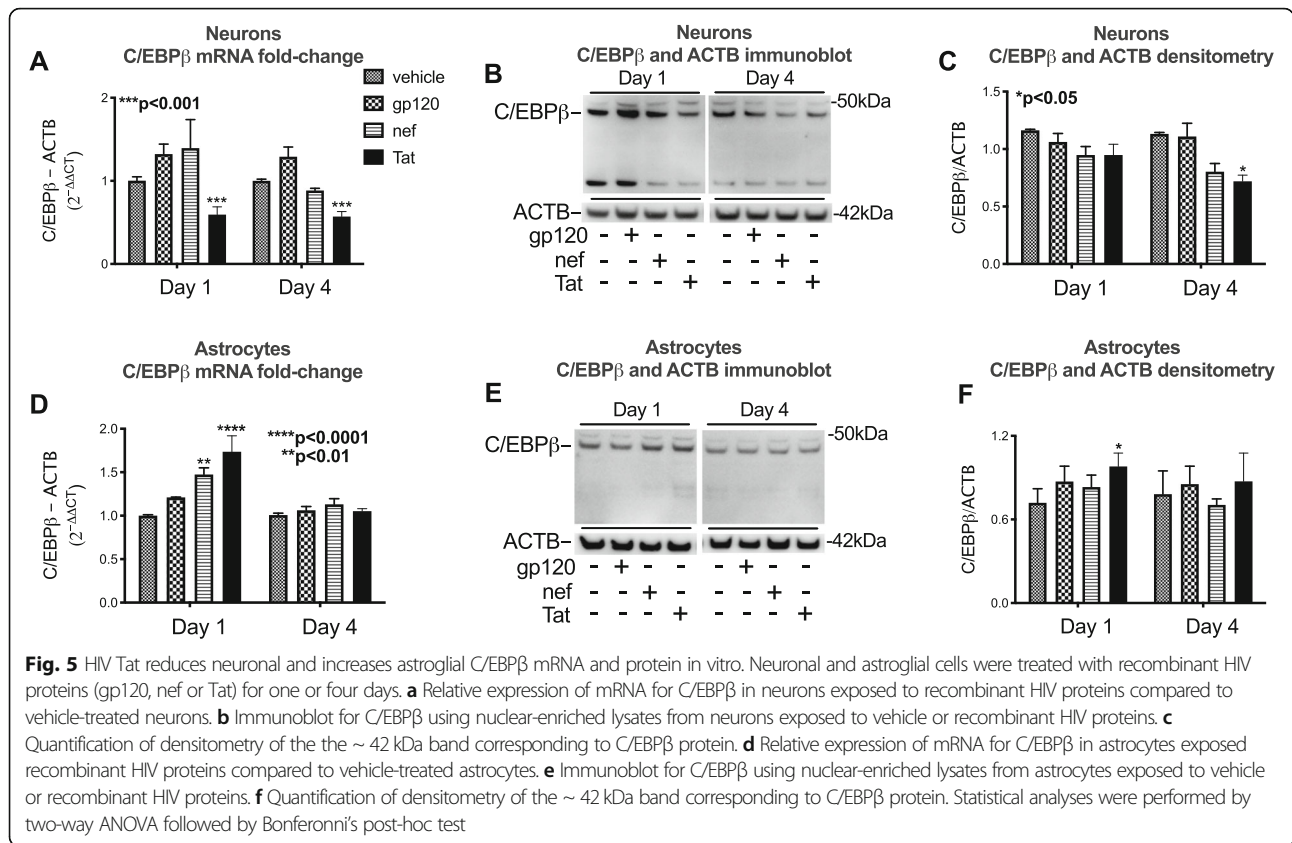 Neurons
C/EBPβ mRNA fold-change
A
***p<0.001
vehicle
gp120
nef
Tat
2
1
0
C/EBPβ – ACTB
(2^−ΔΔCT)
***
***
Day 1
Day 4
Neurons
C/EBPβ and ACTB immunoblot
B
Day 1
Day 4
C/EBPβ–
-50kDa
ACTB–
-42kDa
gp120
- + - - - + - -
nef
- - + - - - + -
Tat
- - - + - - - +
Neurons
C/EBPβ and ACTB densitometry
C
*p<0.05
1.5
1.0
0.5
0.0
C/EBPβ/ACTB
*
Day 1
Day 4
Astrocytes
C/EBPβ mRNA fold-change
D
****p<0.0001
**p<0.01
2.0
1.5
1.0
0.5
0.0
C/EBPβ – ACTB
(2^−ΔΔCT)
**
****
Day 1
Day 4
Astrocytes
C/EBPβ and ACTB immunoblot
E
Day 1
Day 4
C/EBPβ–
-50kDa
ACTB–
-42kDa
gp120
- + - - - + - -
nef
- - + - - - + -
Tat
- - - + - - - +
Astrocytes
C/EBPβ and ACTB densitometry
F
1.2
0.6
0.0
C/EBPβ/ACTB
*
Day 1
Day 4
Fig. 5 HIV Tat reduces neuronal and increases astroglial C/EBPβ mRNA and protein in vitro. Neuronal and astroglial cells were treated with recombinant HIV
proteins (gp120, nef or Tat) for one or four days. a Relative expression of mRNA for C/EBPβ in neurons exposed to recombinant HIV proteins compared to
vehicle-treated neurons. b Immunoblot for C/EBPβ using nuclear-enriched lysates from neurons exposed to vehicle or recombinant HIV proteins. c
Quantification of densitometry of the the ~ 42 kDa band corresponding to C/EBPβ protein. d Relative expression of mRNA for C/EBPβ in astrocytes exposed
recombinant HIV proteins compared to vehicle-treated astrocytes. e Immunoblot for C/EBPβ using nuclear-enriched lysates from astrocytes exposed to vehicle
or recombinant HIV proteins. f Quantification of densitometry of the ~ 42 kDa band corresponding to C/EBPβ protein. Statistical analyses were performed by
two-way ANOVA followed by Bonferonni's post-hoc test